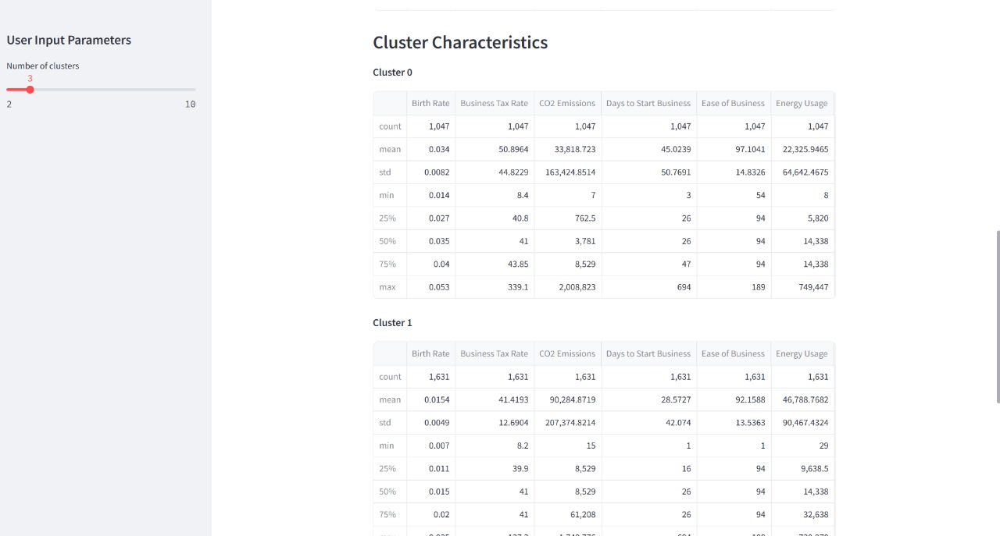 User Input Parameters
Number of clusters
3
2 10
Cluster Characteristics
Cluster 0
Birth Rate Business Tax Rate CO2 Emissions Days to Start Business Ease of Business Energy Usage
count 1,047 1,047 1,047 1,047 1,047 1,047
mean 0.034 50.8964 33,818.723 45.0239 97.1041 22,325.9465
std 0.0082 44.8229 163,424.8514 50.7691 14.8326 64,642.4675
min 0.014 8.4 7 3 54 8
25% 0.027 40.8 762.5 26 94 5,820
50% 0.035 41 3,781 26 94 14,338
75% 0.04 43.85 8,529 47 94 14,338
max 0.053 339.1 2,008,823 694 189 749,447
Cluster 1
Birth Rate Business Tax Rate CO2 Emissions Days to Start Business Ease of Business Energy Usage
count 1,631 1,631 1,631 1,631 1,631 1,631
mean 0.0154 41.4193 90,284.8719 28.5727 92.1588 46,788.7682
std 0.0049 12.6904 207,374.8214 42.074 13.5363 90,467.4324
min 0.007 8.2 15 1 1 29
25% 0.011 39.9 8,529 16 94 9,638.5
50% 0.015 41 8,529 26 94 14,338
75% 0.02 41 61,208 26 94 32,638